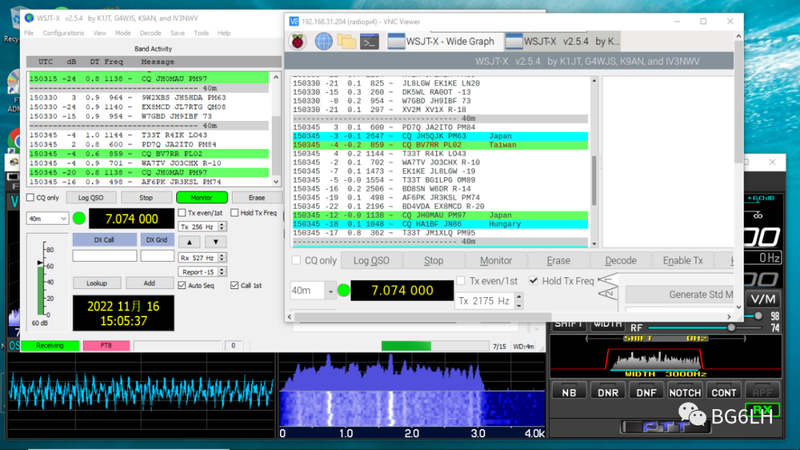 WSJT-X v2.5.4 by K1JT, G4WJS, K9AN, and IV3NWV
File Configurations View Mode Decode Save Tools Help
Band Activity
UTC dB DT Freq Message
150315 -24 0.8 1138 ~ CQ JH0MAU PM97
40m
150330 3 0.9 964 ~ 9W2XBS JH5HDA PM63
150330 -24 0.9 1140 ~ EX8MCD JL7RTG QM08
150330 -15 0.9 954 ~ W7GBD JH9IBF 73
40m
150345 -4 1.0 1144 ~ T33T R4IK LO43
150345 2 0.8 600 ~ PD7Q JA2ITO PM84
150345 -4 0.6 859 ~ CQ BV7RR PL02
150345 -4 0.9 701 ~ WA7TV JO3CHX R-10
150345 -20 0.8 1138 ~ CQ JH0MAU PM97
150345 -16 0.9 498 ~ AF6PK JR3KSL PM74
CQ only Log QSO Stop Monitor Erase
40m 7.074 000 Tx even/1st Hold Tx Freq
Tx 256 Hz
DX Call DX Grid
Rx 527 Hz
Report -15
Lookup Add
Auto Seq Call 1st
80
60
40
20
0
60 dB
2022 11月 16
15:05:37
Receiving FT8 0 7/15 WD:4m
192.168.31.204 (radiopi4) - VNC Viewer
WSJT-X - Wide Graph
WSJT-X v2.5.4 by K...
WSJT-X v2.5.4 by K1JT, G4WJS, K9AN, and IV3NWV
150330 -21 0.1 825 ~ JL8LGW EK1KE LN20
150330 -15 0.3 260 ~ DK5WL RA0OT -13
150330 -8 0.2 954 ~ W7GBD JH9IBF 73
150330 -21 0.1 297 ~ XV2M XV1X R-18
40m
150345 3 0.1 600 ~ PD7Q JA2ITO PM84
150345 -3 -0.1 2647 ~ CQ JH5QJK PM63 Japan
150345 -4 -0.2 859 ~ CQ BV7RR PL02 Taiwan
150345 4 0.2 1144 ~ T33T R4IK LO43
150345 -2 0.1 702 ~ WA7TV JO3CHX R-10
150345 -7 0.1 1473 ~ EK1KE JL8LGW -19
150345 -5 0.0 1554 ~ T33T BG1LPG OM89
150345 -16 0.2 2506 ~ BD8SN W6DR R-14
150345 -19 0.1 498 ~ AF6PK JR3KSL PM74
150345 -22 0.1 2196 ~ BD4VDA EX8MCD R-20
150345 -12 -0.0 1138 ~ CQ JH0MAU PM97 Japan
150345 -18 0.1 1048 ~ CQ HA1BF JN86 Hungary
150345 -17 0.8 362 ~ T33T JM1XLQ PM95
40m
CQ only Log QSO Stop Monitor Erase Decode Enable Tx
40m 7.074 000 Tx even/1st Hold Tx Freq
Tx 2175 Hz
Generate Std M
+60dB
00
0Hz
00
V/M
SHIFT WIDTH RF 98
74
SHIFT 0Hz
WIDTH 3000Hz
NB DNR DNF NOTCH CONT APF
RX
PTT
BG6LH
0 1.0 2.0 3.0 4.0k